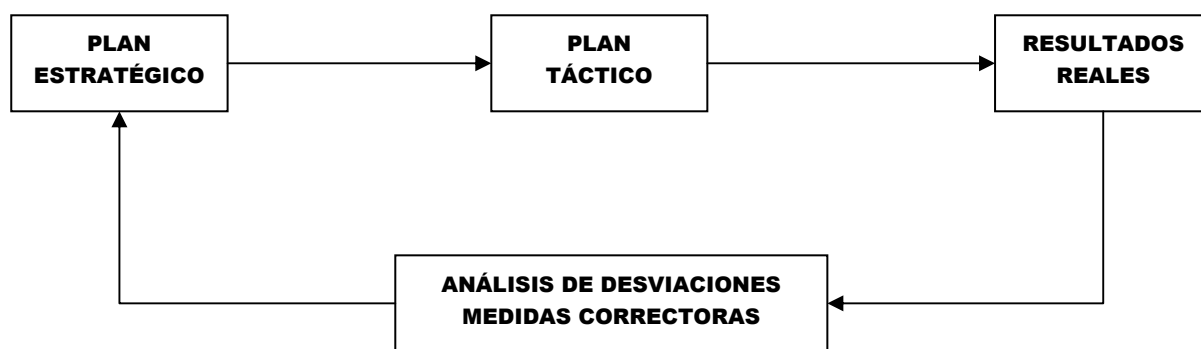 PLAN
ESTRATÉGICO
PLAN
TÁCTICO
RESULTADOS
REALES
ANÁLISIS DE DESVIACIONES
MEDIDAS CORRECTORAS